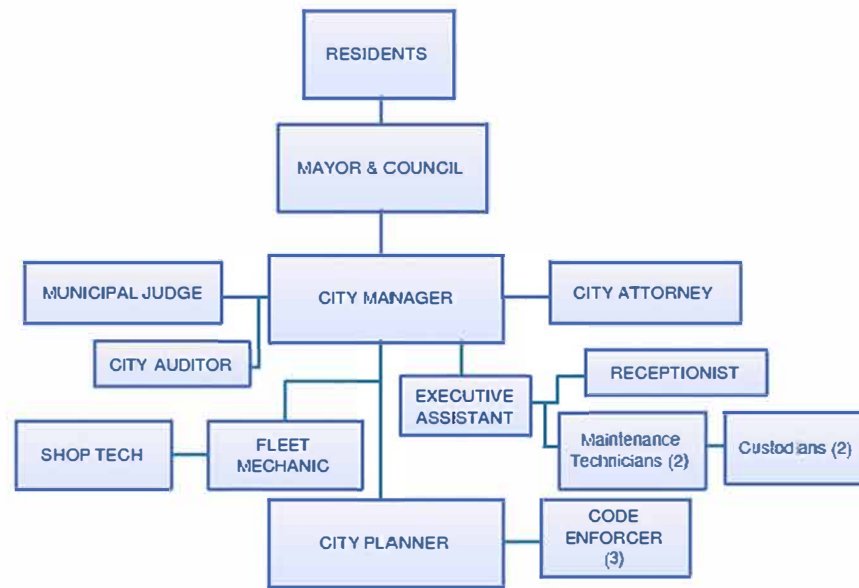 RESIDENTS
MAYOR & COUNCIL
MUNICIPAL JUDGE
CITY MANAGER
CITY ATTORNEY
CITY AUDITOR
EXECUTIVE
ASSISTANT
RECEPTIONIST
SHOP TECH
FLEET
MECHANIC
Maintenance
Technicians (2)
Custodians (2)
CITY PLANNER
CODE
ENFORCER
(3)